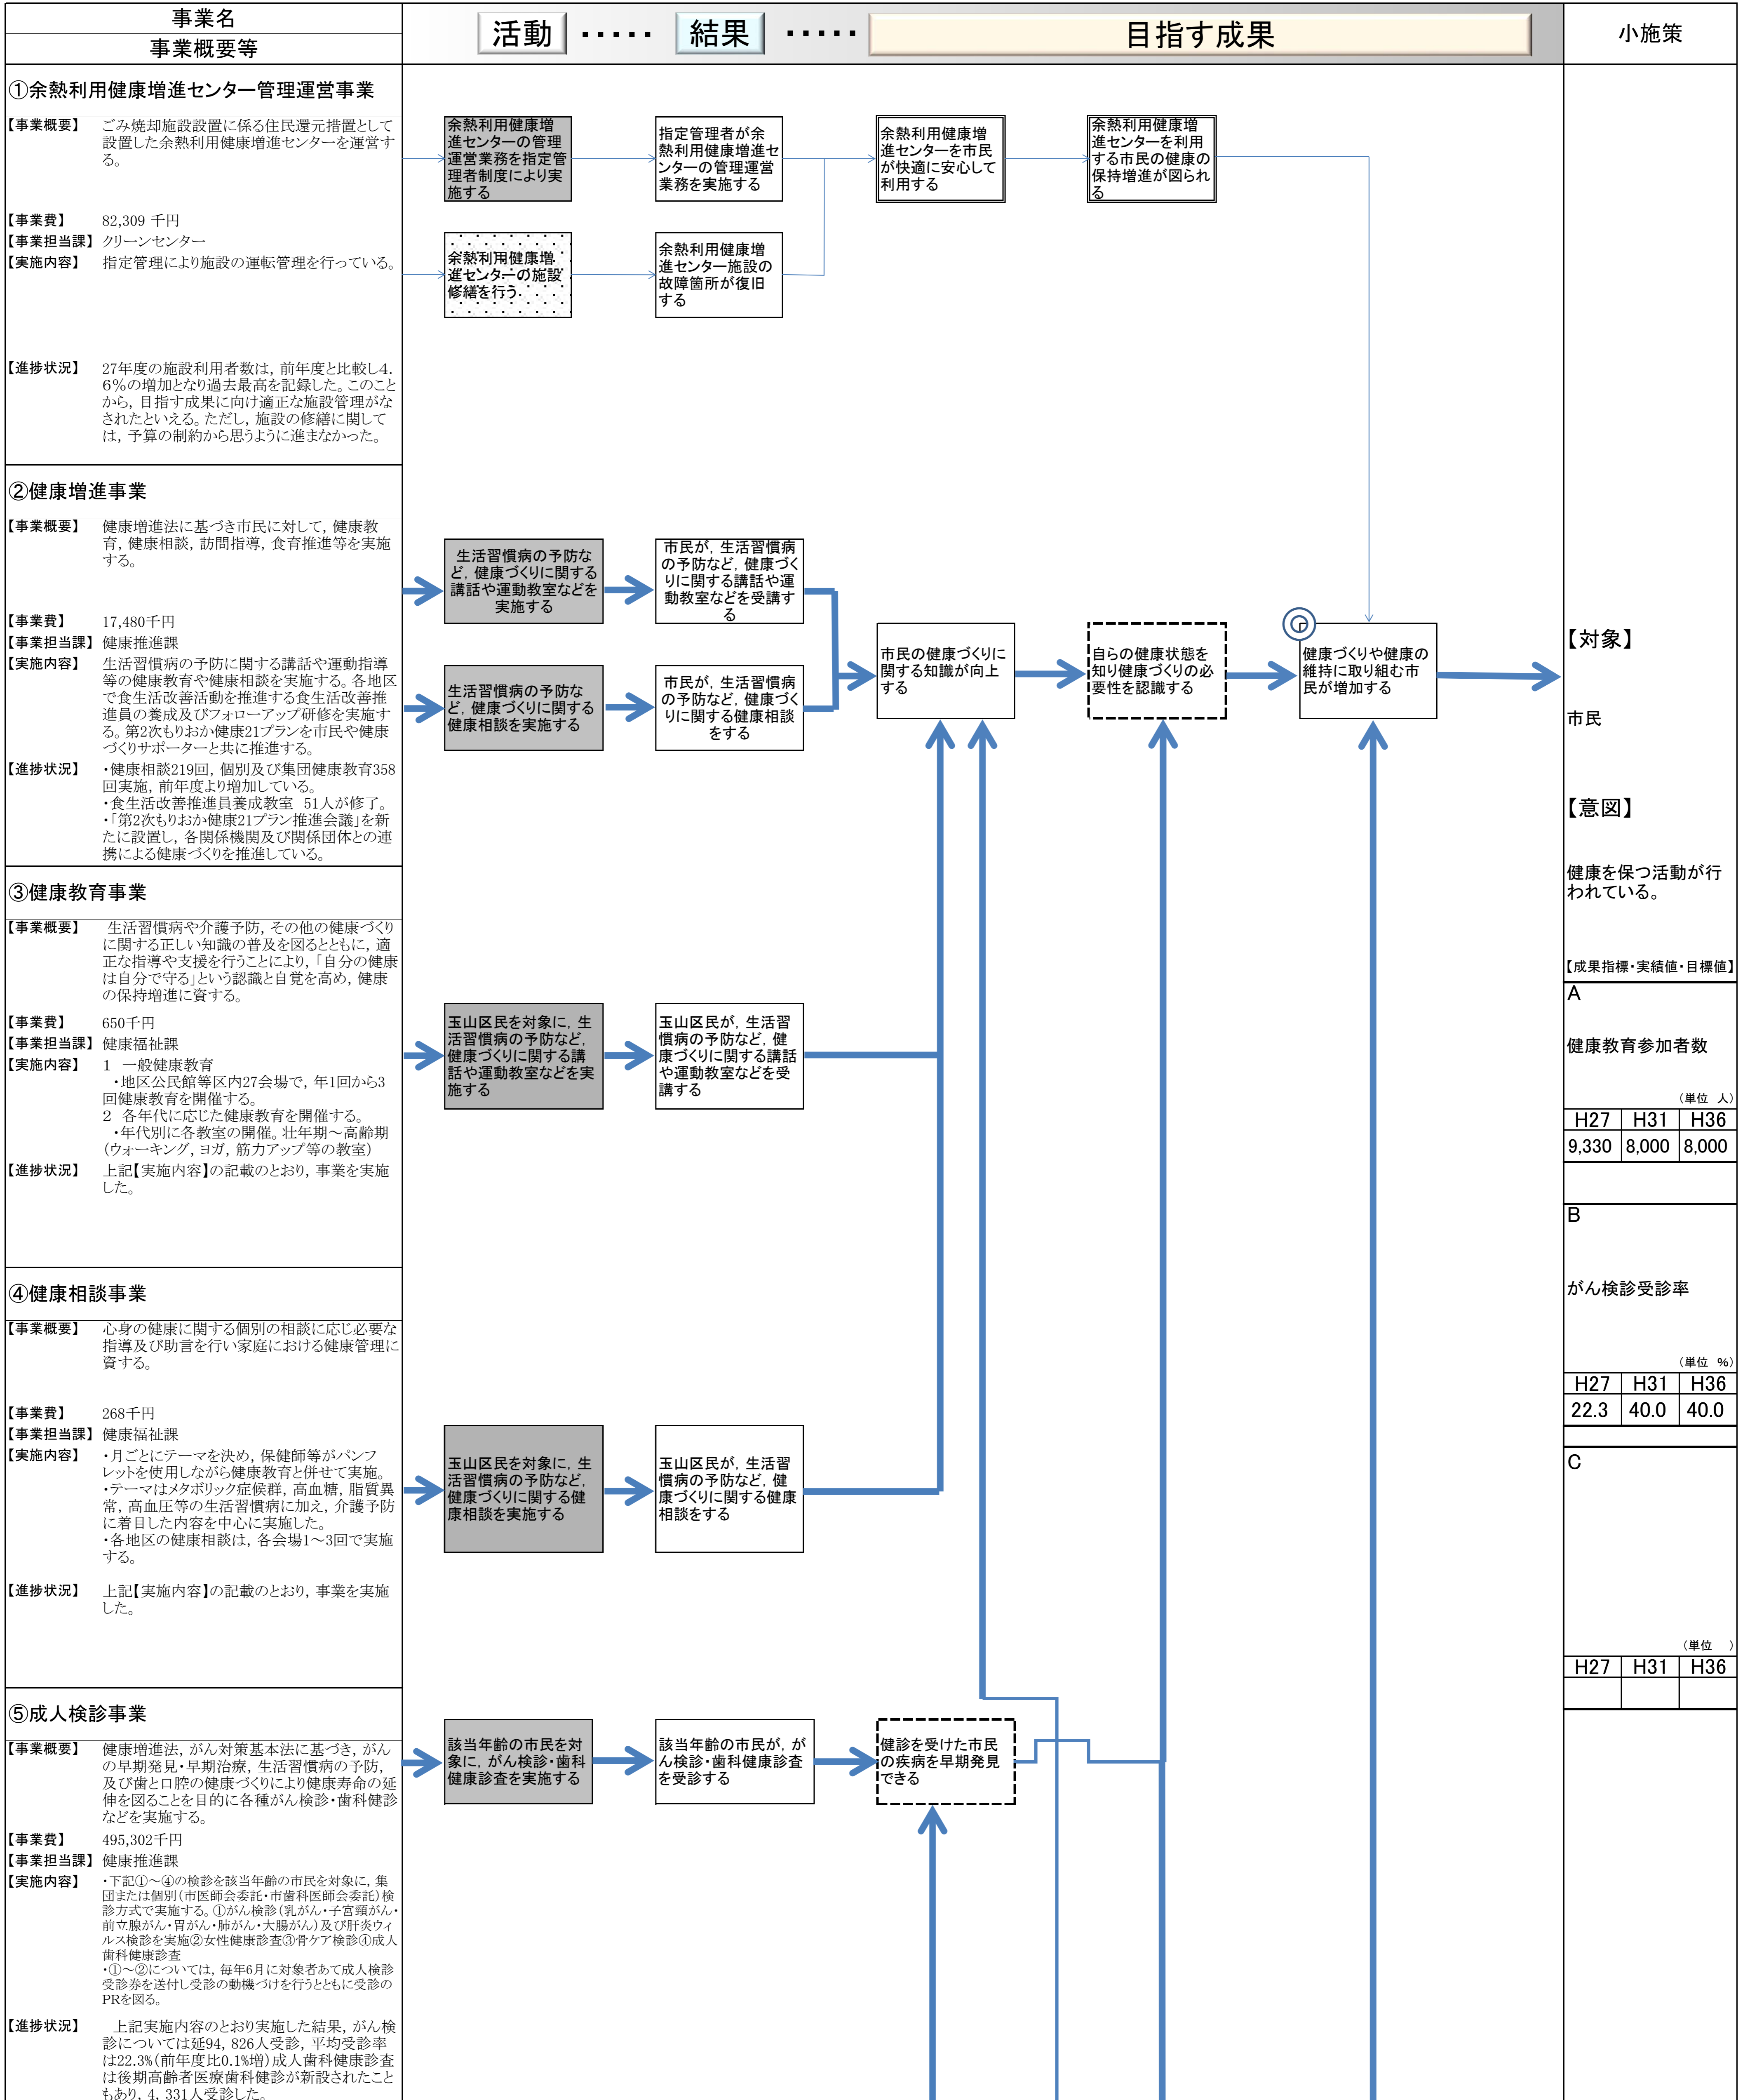 事業名
事業概要等
活動 ・・・・・ 結果 ・・・・・ 目指す成果
小施策
①余熱利用健康増進センター管理運営事業
【事業概要】 ごみ焼却施設設置に係る住民還元措置として
設置した余熱利用健康増進センターを運営す
る。
【事業費】 82,309 千円
【事業担当課】 クリーンセンター
【実施内容】 指定管理により施設の運転管理を行っている。
【進捗状況】 27年度の施設利用者数は，前年度と比較し4．
6％の増加となり過去最高を記録した。このこと
から，目指す成果に向け適正な施設管理がな
されたといえる。ただし，施設の修繕に関して
は，予算の制約から思うように進まなかった。
余熱利用健康増
進センターの管理
運営業務を指定管
理者制度により実
施する
指定管理者が余
熱利用健康増進セ
ンターの管理運営
業務を実施する
余熱利用健康増
進センターを市民
が快適に安心して
利用する
余熱利用健康増
進センターを利用
する市民の健康の
保持増進が図られ
る
余熱利用健康増
進センターの施設
修繕を行う
余熱利用健康増
進センター施設の
故障箇所が復旧
する
②健康増進事業
【事業概要】 健康増進法に基づき市民に対して，健康教
育，健康相談，訪問指導，食育推進等を実施
する。
【事業費】 17,480千円
【事業担当課】 健康推進課
【実施内容】 生活習慣病の予防に関する講話や運動指導
等の健康教育や健康相談を実施する。各地区
で食生活改善活動を推進する食生活改善推
進員の養成及びフォローアップ研修を実施す
る。第2次もりおか健康21プランを市民や健康
づくりサポーターと共に推進する。
【進捗状況】 ・健康相談219回，個別及び集団健康教育358
回実施，前年度より増加している。
・食生活改善推進員養成教室 51人が修了。
・「第2次もりおか健康21プラン推進会議」を新
たに設置し，各関係機関及び関係団体との連
携による健康づくりを推進している。
生活習慣病の予防な
ど，健康づくりに関する
講話や運動教室などを
実施する
市民が，生活習慣病
の予防など，健康づく
りに関する講話や運
動教室などを受講す
る
生活習慣病の予防な
ど，健康づくりに関する
健康相談を実施する
市民が，生活習慣病
の予防など，健康づく
りに関する健康相談
をする
市民の健康づくりに
関する知識が向上
する
自らの健康状態を
知り健康づくりの必
要性を認識する
健康づくりや健康の
維持に取り組む市
民が増加する
③健康教育事業
【事業概要】 生活習慣病や介護予防，その他の健康づくり
に関する正しい知識の普及を図るとともに，適
正な指導や支援を行うことにより，「自分の健康
は自分で守る」という認識と自覚を高め，健康
の保持増進に資する。
【事業費】 650千円
【事業担当課】 健康福祉課
【実施内容】 1 一般健康教育
・地区公民館等区内27会場で，年1回から3
回健康教育を開催する。
2 各年代に応じた健康教育を開催する。
・年代別に各教室の開催。壮年期～高齢期
（ウォーキング，ヨガ，筋力アップ等の教室）
【進捗状況】 上記【実施内容】の記載のとおり，事業を実施
した。
玉山区民を対象に，生
活習慣病の予防など，
健康づくりに関する講
話や運動教室などを実
施する
玉山区民が，生活習
慣病の予防など，健
康づくりに関する講話
や運動教室などを受
講する
④健康相談事業
【事業概要】 心身の健康に関する個別の相談に応じ必要な
指導及び助言を行い家庭における健康管理に
資する。
【事業費】 268千円
【事業担当課】 健康福祉課
【実施内容】 ・月ごとにテーマを決め，保健師等がパンフ
レットを使用しながら健康教育と併せて実施。
・テーマはメタボリック症候群，高血糖，脂質異
常，高血圧等の生活習慣病に加え，介護予防
に着目した内容を中心に実施した。
・各地区の健康相談は，各会場1～3回で実施
する。
【進捗状況】 上記【実施内容】の記載のとおり，事業を実施
した。
玉山区民を対象に，生
活習慣病の予防など，
健康づくりに関する健
康相談を実施する
玉山区民が，生活習
慣病の予防など，健
康づくりに関する健康
相談をする
⑤成人検診事業
【事業概要】 健康増進法，がん対策基本法に基づき，がん
の早期発見・早期治療，生活習慣病の予防，
及び歯と口腔の健康づくりにより健康寿命の延
伸を図ることを目的に各種がん検診・歯科健診
などを実施する。
【事業費】 495,302千円
【事業担当課】 健康推進課
【実施内容】 ・下記①～④の検診を該当年齢の市民を対象に，集
団または個別（市医師会委託・市歯科医師会委託）検
診方式で実施する。①がん検診（乳がん・子宮頸がん・
前立腺がん・胃がん・肺がん・大腸がん）及び肝炎ウィ
ルス検診を実施②女性健康診査③骨ケア検診④成人
歯科健康診査
・①～②については，毎年6月に対象者あて成人検診
受診券を送付し受診の動機づけを行うとともに受診の
PRを図る。
【進捗状況】 上記実施内容のとおり実施した結果，がん検
診については延94，826人受診，平均受診率
は22.3%（前年度比0.1%増）成人歯科健康診査
は後期高齢者医療歯科健診が新設されたこと
もあり，4，331人受診した。
該当年齢の市民を対
象に，がん検診・歯科
健康診査を実施する
該当年齢の市民が，が
ん検診・歯科健康診査
を受診する
健診を受けた市民
の疾病を早期発見
できる
【対象】
市民
【意図】
健康を保つ活動が行
われている。
【成果指標・実績値・目標値】
A
健康教育参加者数
（単位 人）
H27 H31 H36
9,330 8,000 8,000
B
がん検診受診率
（単位 %）
H27 H31 H36
22.3 40.0 40.0
C
（単位 ）
H27 H31 H36